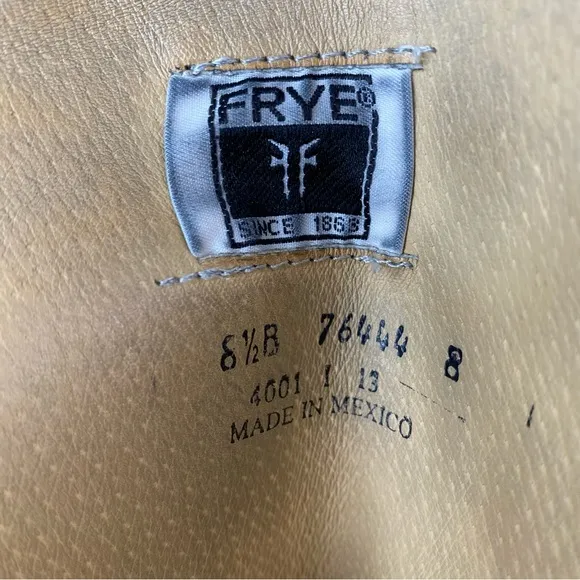 FRYE®
SINCE 1863
8½B 76444 8
4001 1 13
MADE IN MEXICO